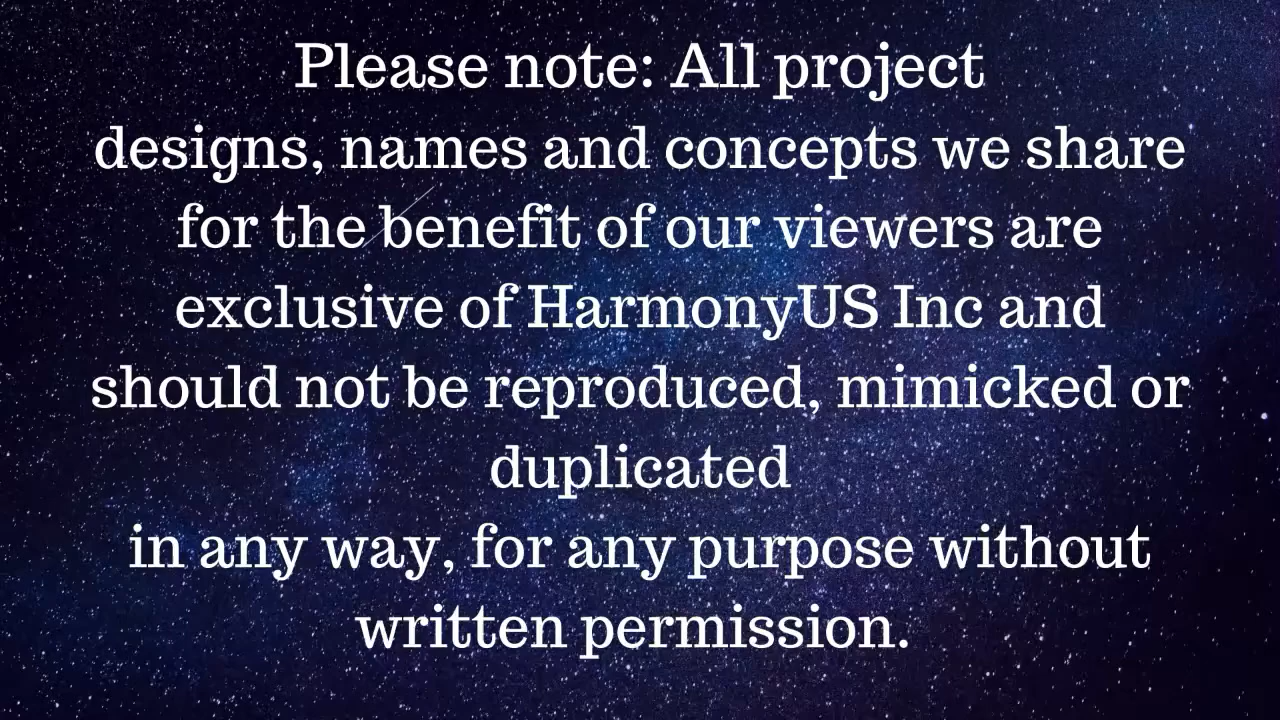 Please note: All project
designs, names and concepts we share
for the benefit of our viewers are
exclusive of HarmonyUS Inc and
should not be reproduced, mimicked or
duplicated
in any way, for any purpose without
written permission.